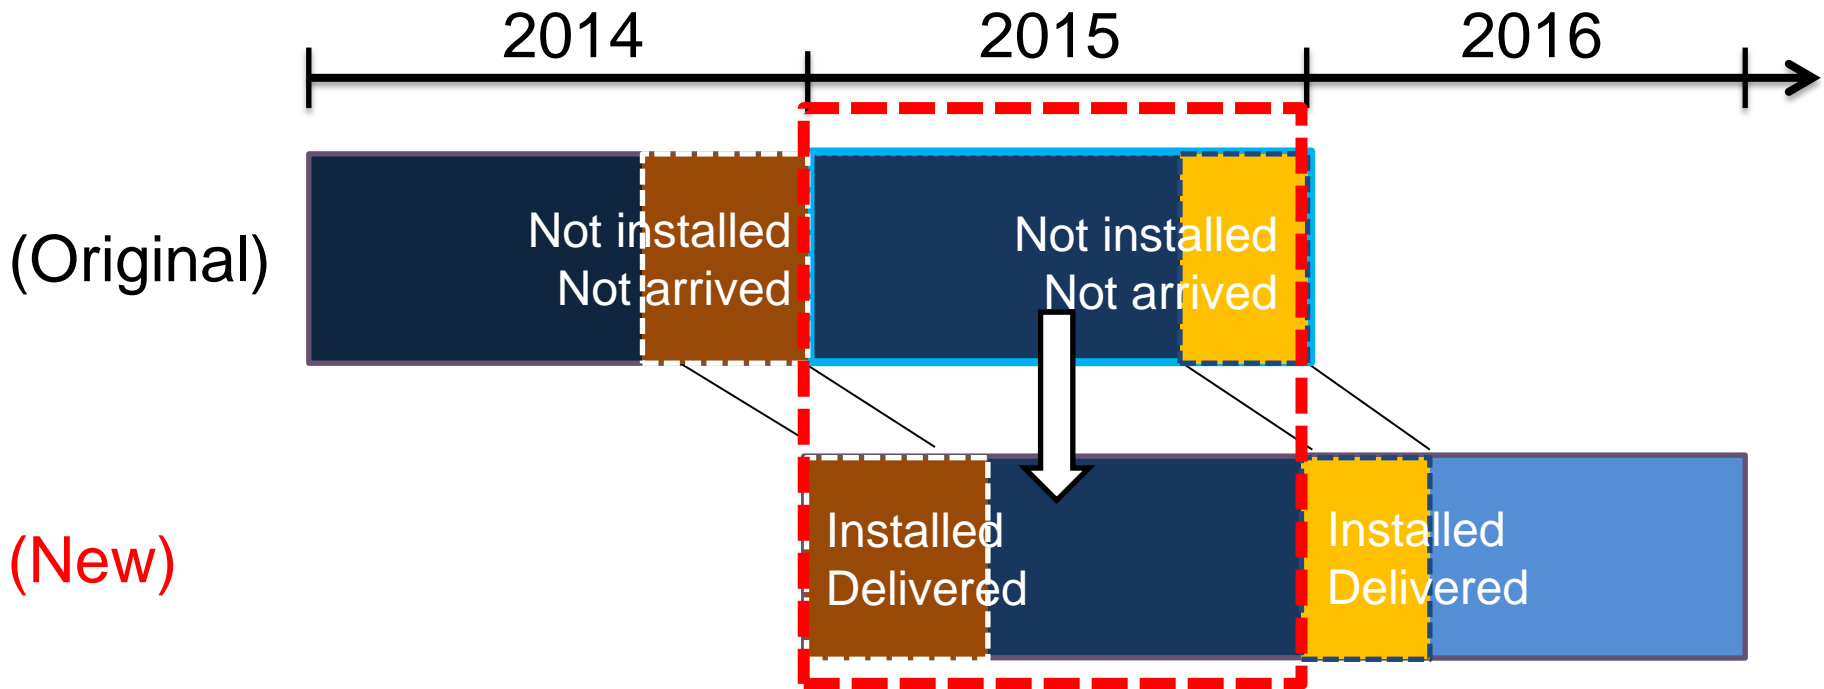 2014 2015 2016
(Original)
Not installed
Not arrived
Not installed
Not arrived
(New)
Installed
Delivered
Installed
Delivered